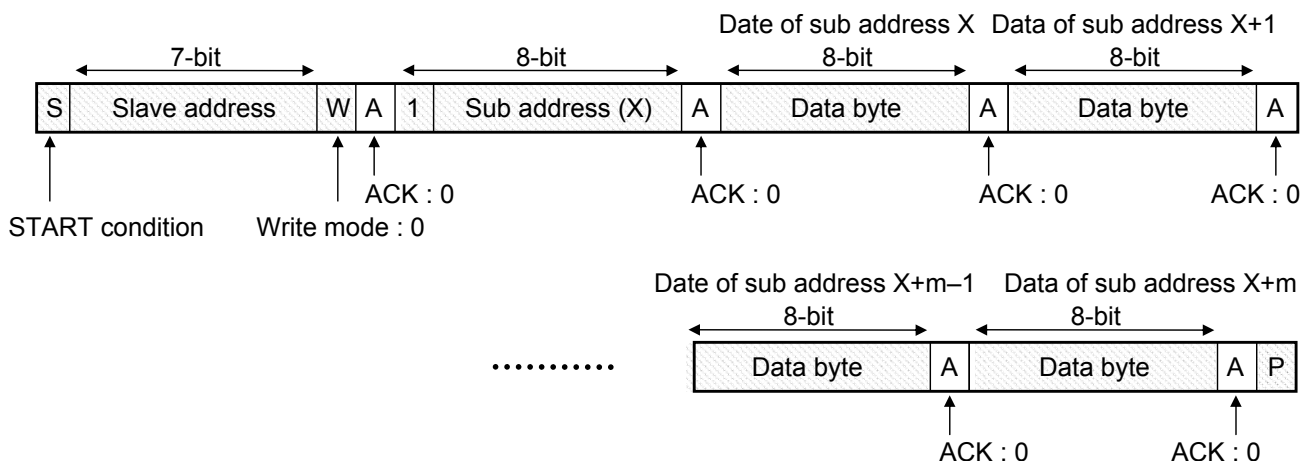 Date of sub address X Data of sub address X+1
7-bit 8-bit 8-bit 8-bit
S Slave address W A 1 Sub address (X) A Data byte A Data byte A
ACK : 0 ACK : 0 ACK : 0 ACK : 0
START condition Write mode : 0
Date of sub address X+m–1 Data of sub address X+m
8-bit 8-bit
........... Data byte A Data byte A P
ACK : 0 ACK : 0